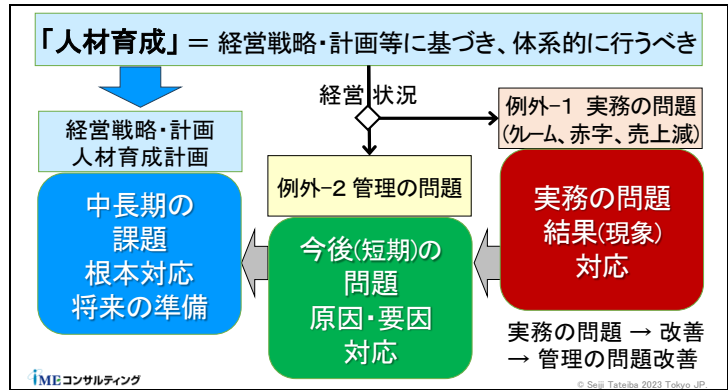 「人材育成」＝ 経営戦略・計画等に基づき、体系的に行うべき
経営 状況
経営戦略・計画
人材育成計画
中長期の
課題
根本対応
将来の準備
例外-2 管理の問題
今後(短期)の
問題
原因・要因
対応
例外-1 実務の問題
(クレーム、赤字、売上減)
実務の問題
結果(現象)
対応
実務の問題 → 改善
→ 管理の問題改善
iMEコンサルティング
© Seiji Tateiba 2023 Tokyo JP.